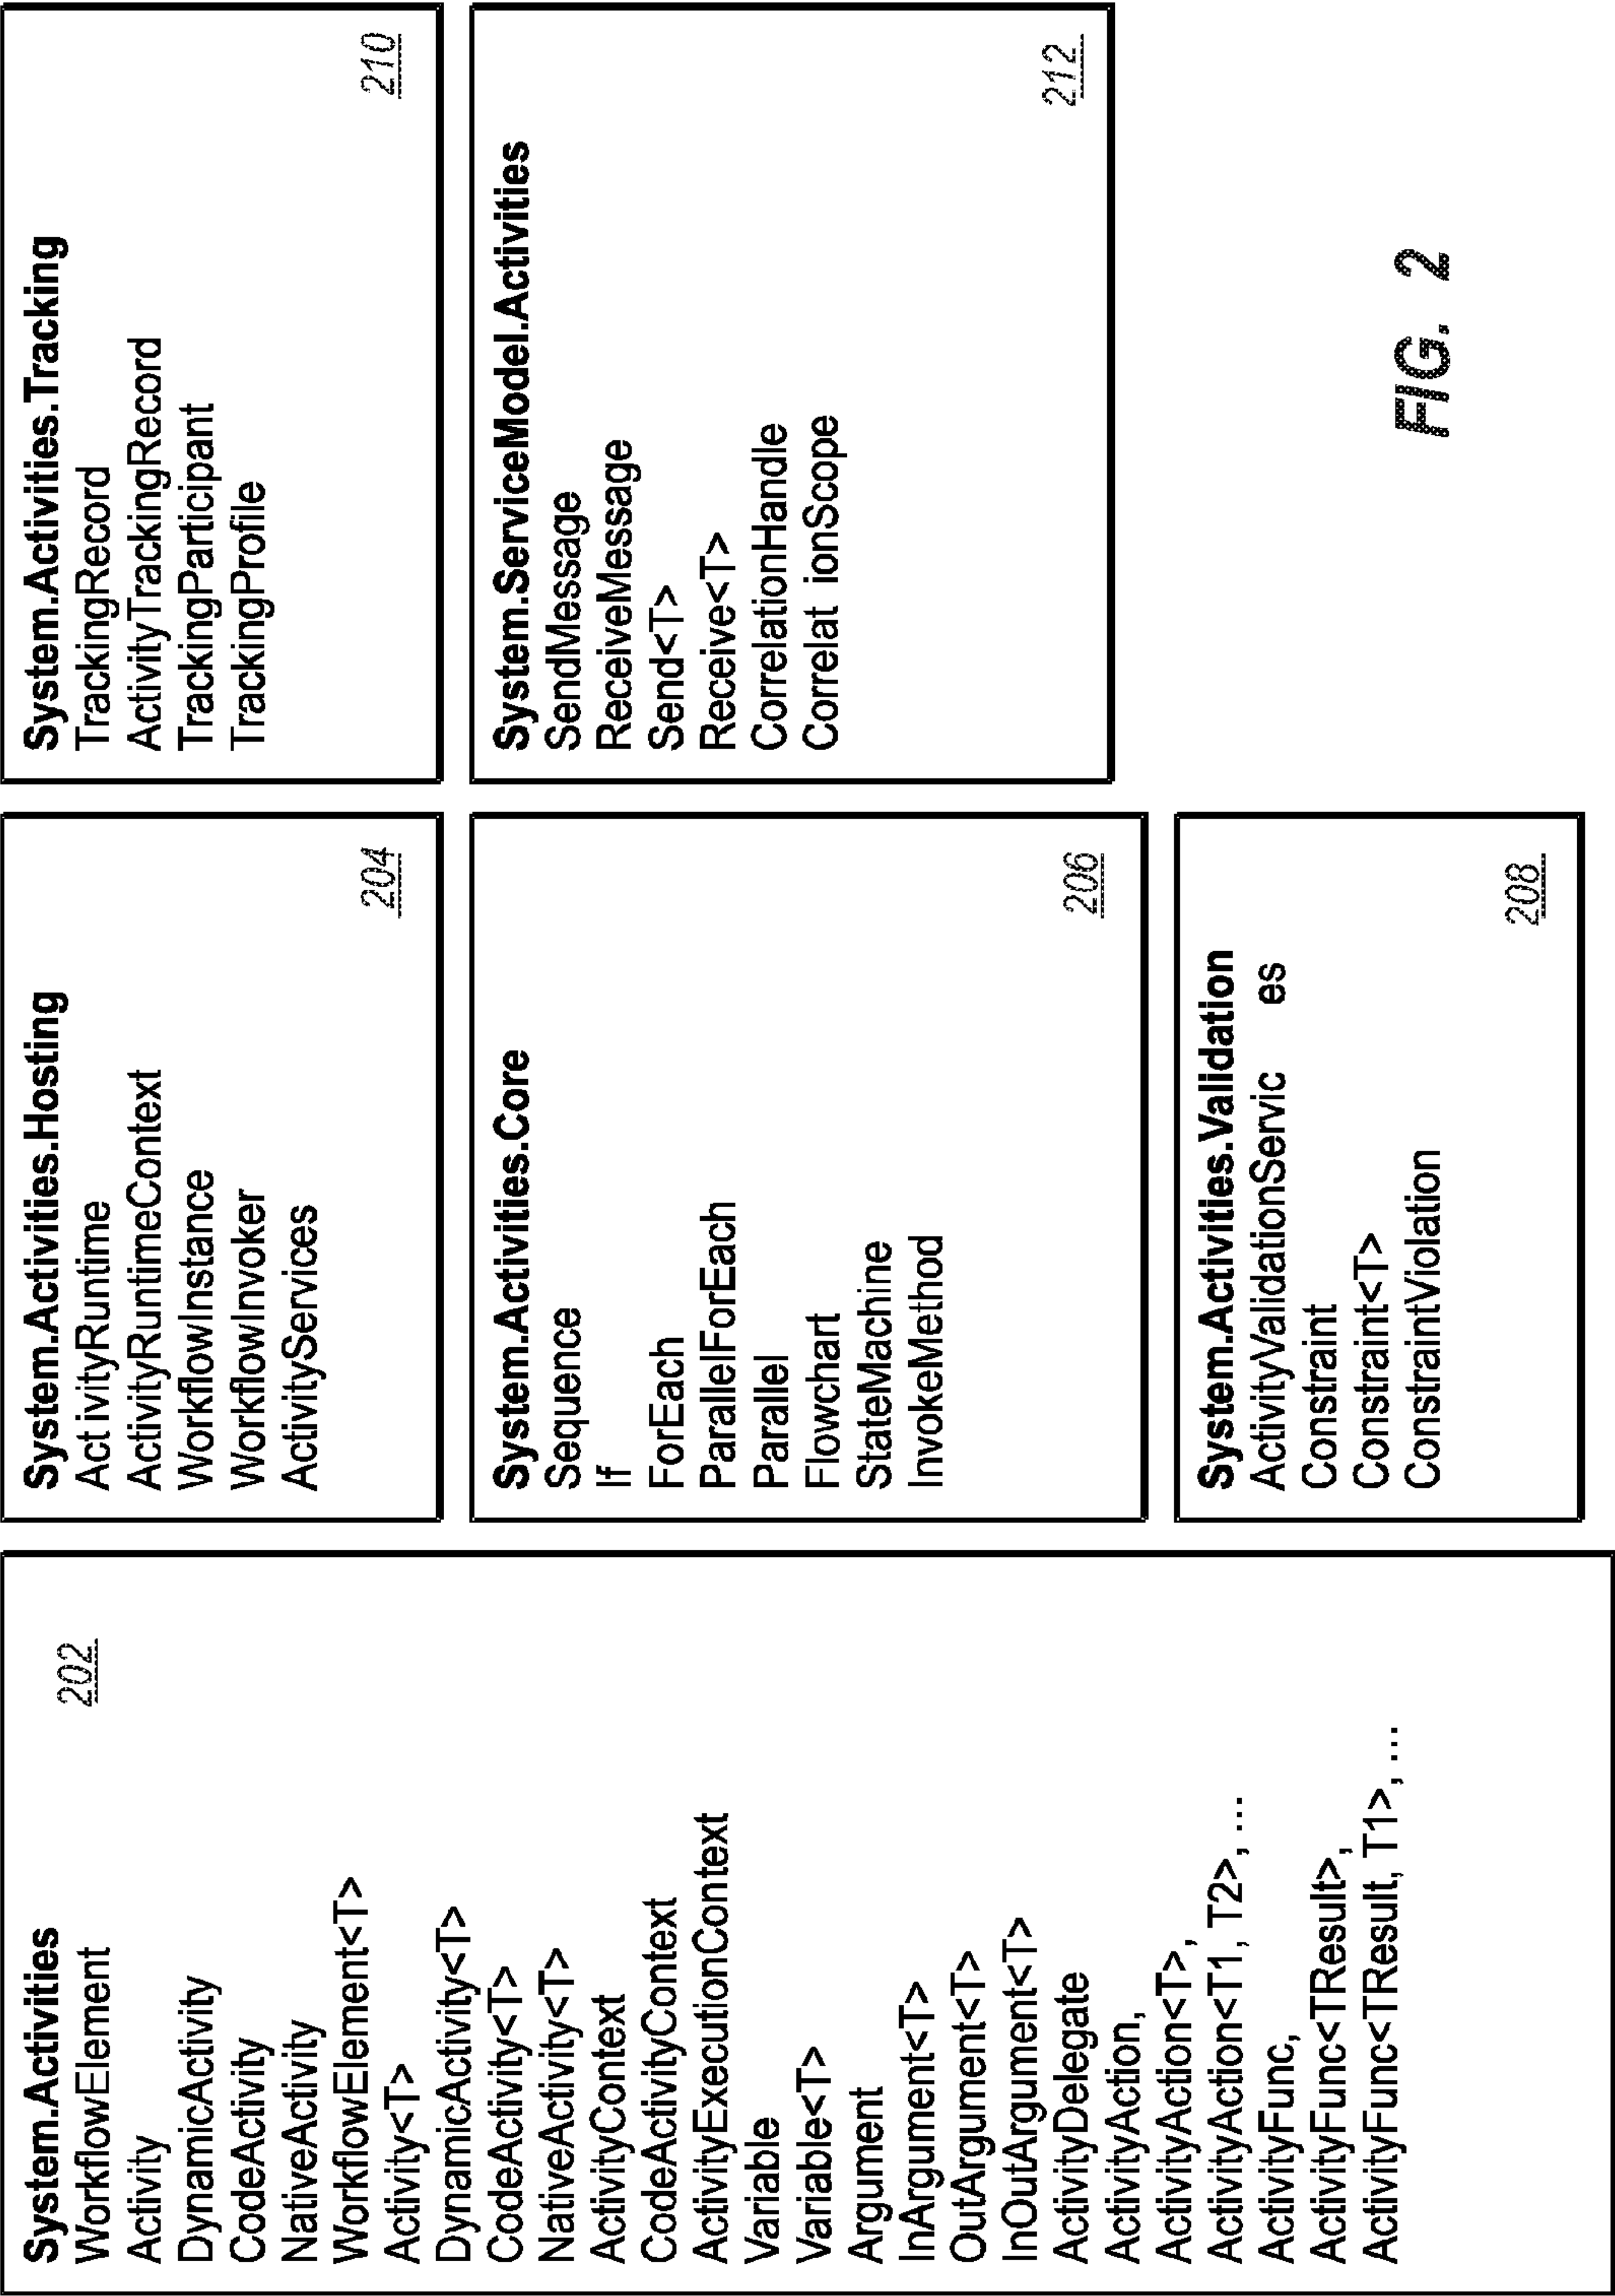 System.Activities
202
WorkflowElement
Activity
DynamicActivity
CodeActivity
NativeActivity
WorkflowElement<T>
Activity<T>
DynamicActivity<T>
CodeActivity<T>
NativeActivity<T>
ActivityContext
CodeActivityContext
ActivityExecutionContext
Variable
Variable<T>
Argument
InArgument<T>
OutArgument<T>
InOutArgument<T>
ActivityDelegate
ActivityAction,
ActivityAction<T>,
ActivityAction<T1, T2>, ...
ActivityFunc,
ActivityFunc<TResult>,
ActivityFunc<TResult, T1>, ...
System.Activities.Hosting
Act ivityRuntime
ActivityRuntimeContext
WorkflowInstance
WorkflowInvoker
ActivityServices
204
System.Activities.Core
Sequence
If
ForEach
ParallelForEach
Parallel
Flowchart
StateMachine
InvokeMethod
206
System.Activities.Validation
ActivityValidationServic es
Constraint
Constraint<T>
ConstraintViolation
208
System.Activities.Tracking
TrackingRecord
ActivityTrackingRecord
TrackingParticipant
TrackingProfile
210
System.ServiceModel.Activities
SendMessage
ReceiveMessage
Send<T>
Receive<T>
CorrelationHandle
Correlat ionScope
212
FIG. 2